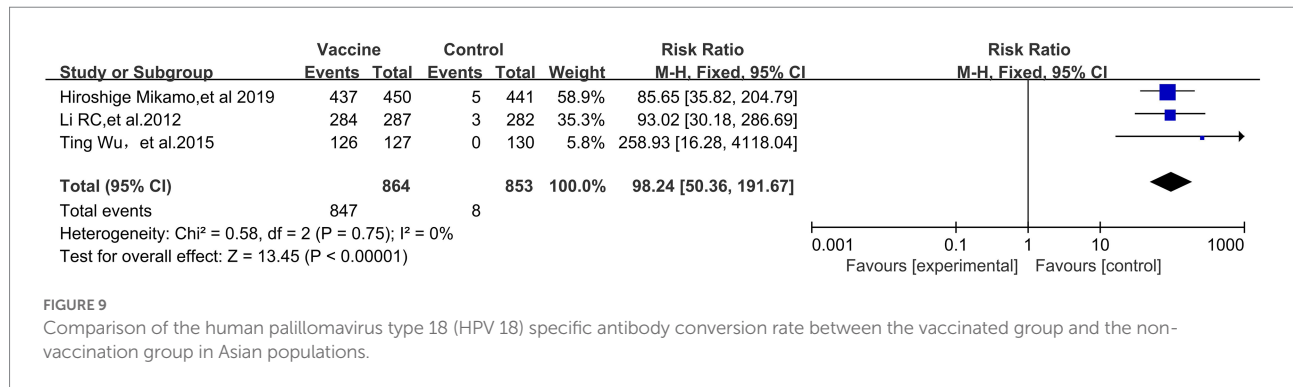 Vaccine Control Risk Ratio Risk Ratio
Study or Subgroup Events Total Events Total Weight M-H, Fixed, 95% CI M-H, Fixed, 95% CI
Hiroshige Mikamo,et al 2019 437 450 5 441 58.9% 85.65 [35.82, 204.79]
Li RC,et al.2012 284 287 3 282 35.3% 93.02 [30.18, 286.69]
Ting Wu，et al.2015 126 127 0 130 5.8% 258.93 [16.28, 4118.04]
Total (95% CI) 864 853 100.0% 98.24 [50.36, 191.67]
Total events 847 8
Heterogeneity: Chi² = 0.58, df = 2 (P = 0.75); I² = 0%
Test for overall effect: Z = 13.45 (P < 0.00001)
0.001 0.1 1 10 1000
Favours [experimental] Favours [control]
FIGURE 9
Comparison of the human palillomavirus type 18 (HPV 18) specific antibody conversion rate between the vaccinated group and the non-
vaccination group in Asian populations.